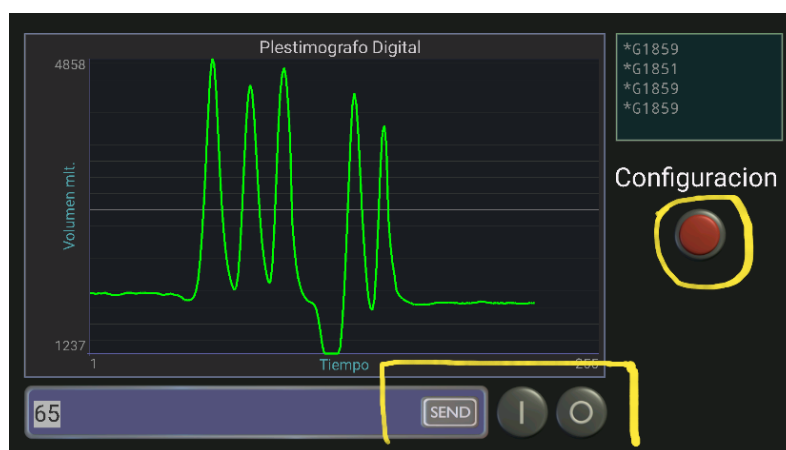 Plestimografo Digital
4858
Volumen mlt.
1237
1
Tiempo
255
*G1859
*G1851
*G1859
*G1859
Configuracion
65
SEND